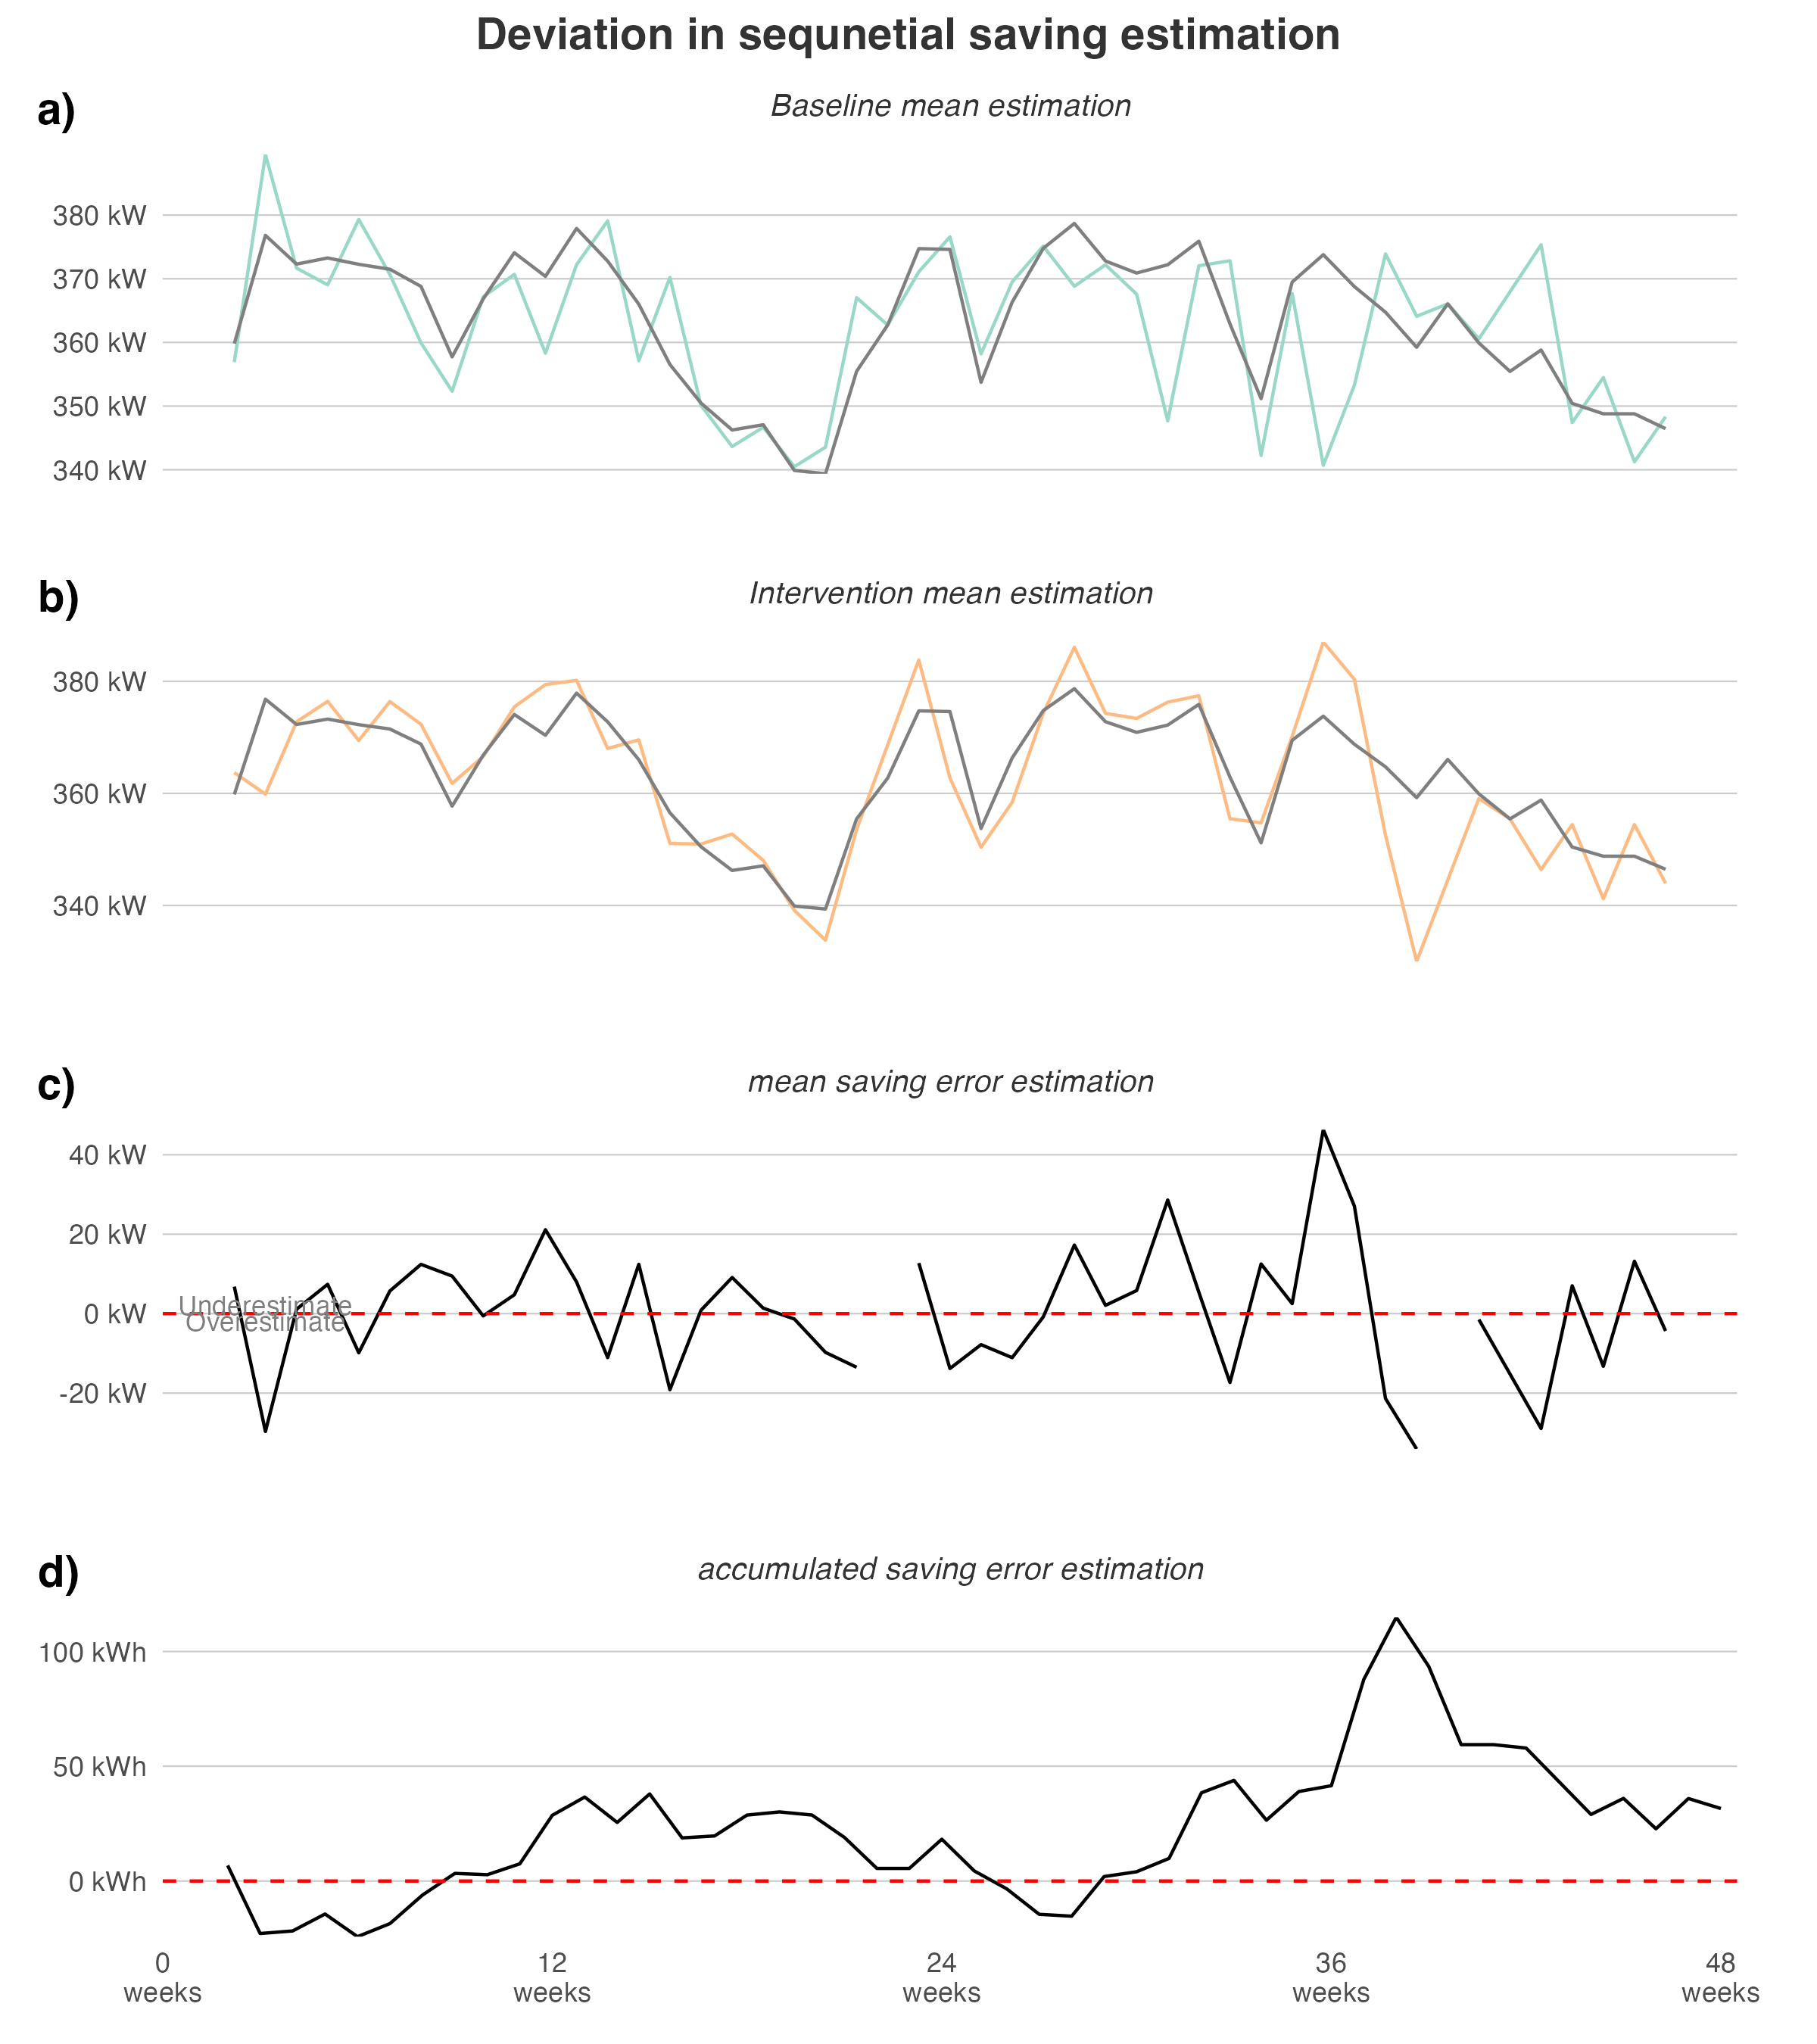 Deviation in sequnetial saving estimation
a)
Baseline mean estimation
380 kW
370 kW
360 kW
350 kW
340 kW
b)
Intervention mean estimation
380 kW
360 kW
340 kW
c)
mean saving error estimation
40 kW
20 kW
0 kW
-20 kW
Underestimate
Overestimate
d)
accumulated saving error estimation
100 kWh
50 kWh
0 kWh
0 12 24 36 48
weeks weeks weeks weeks weeks